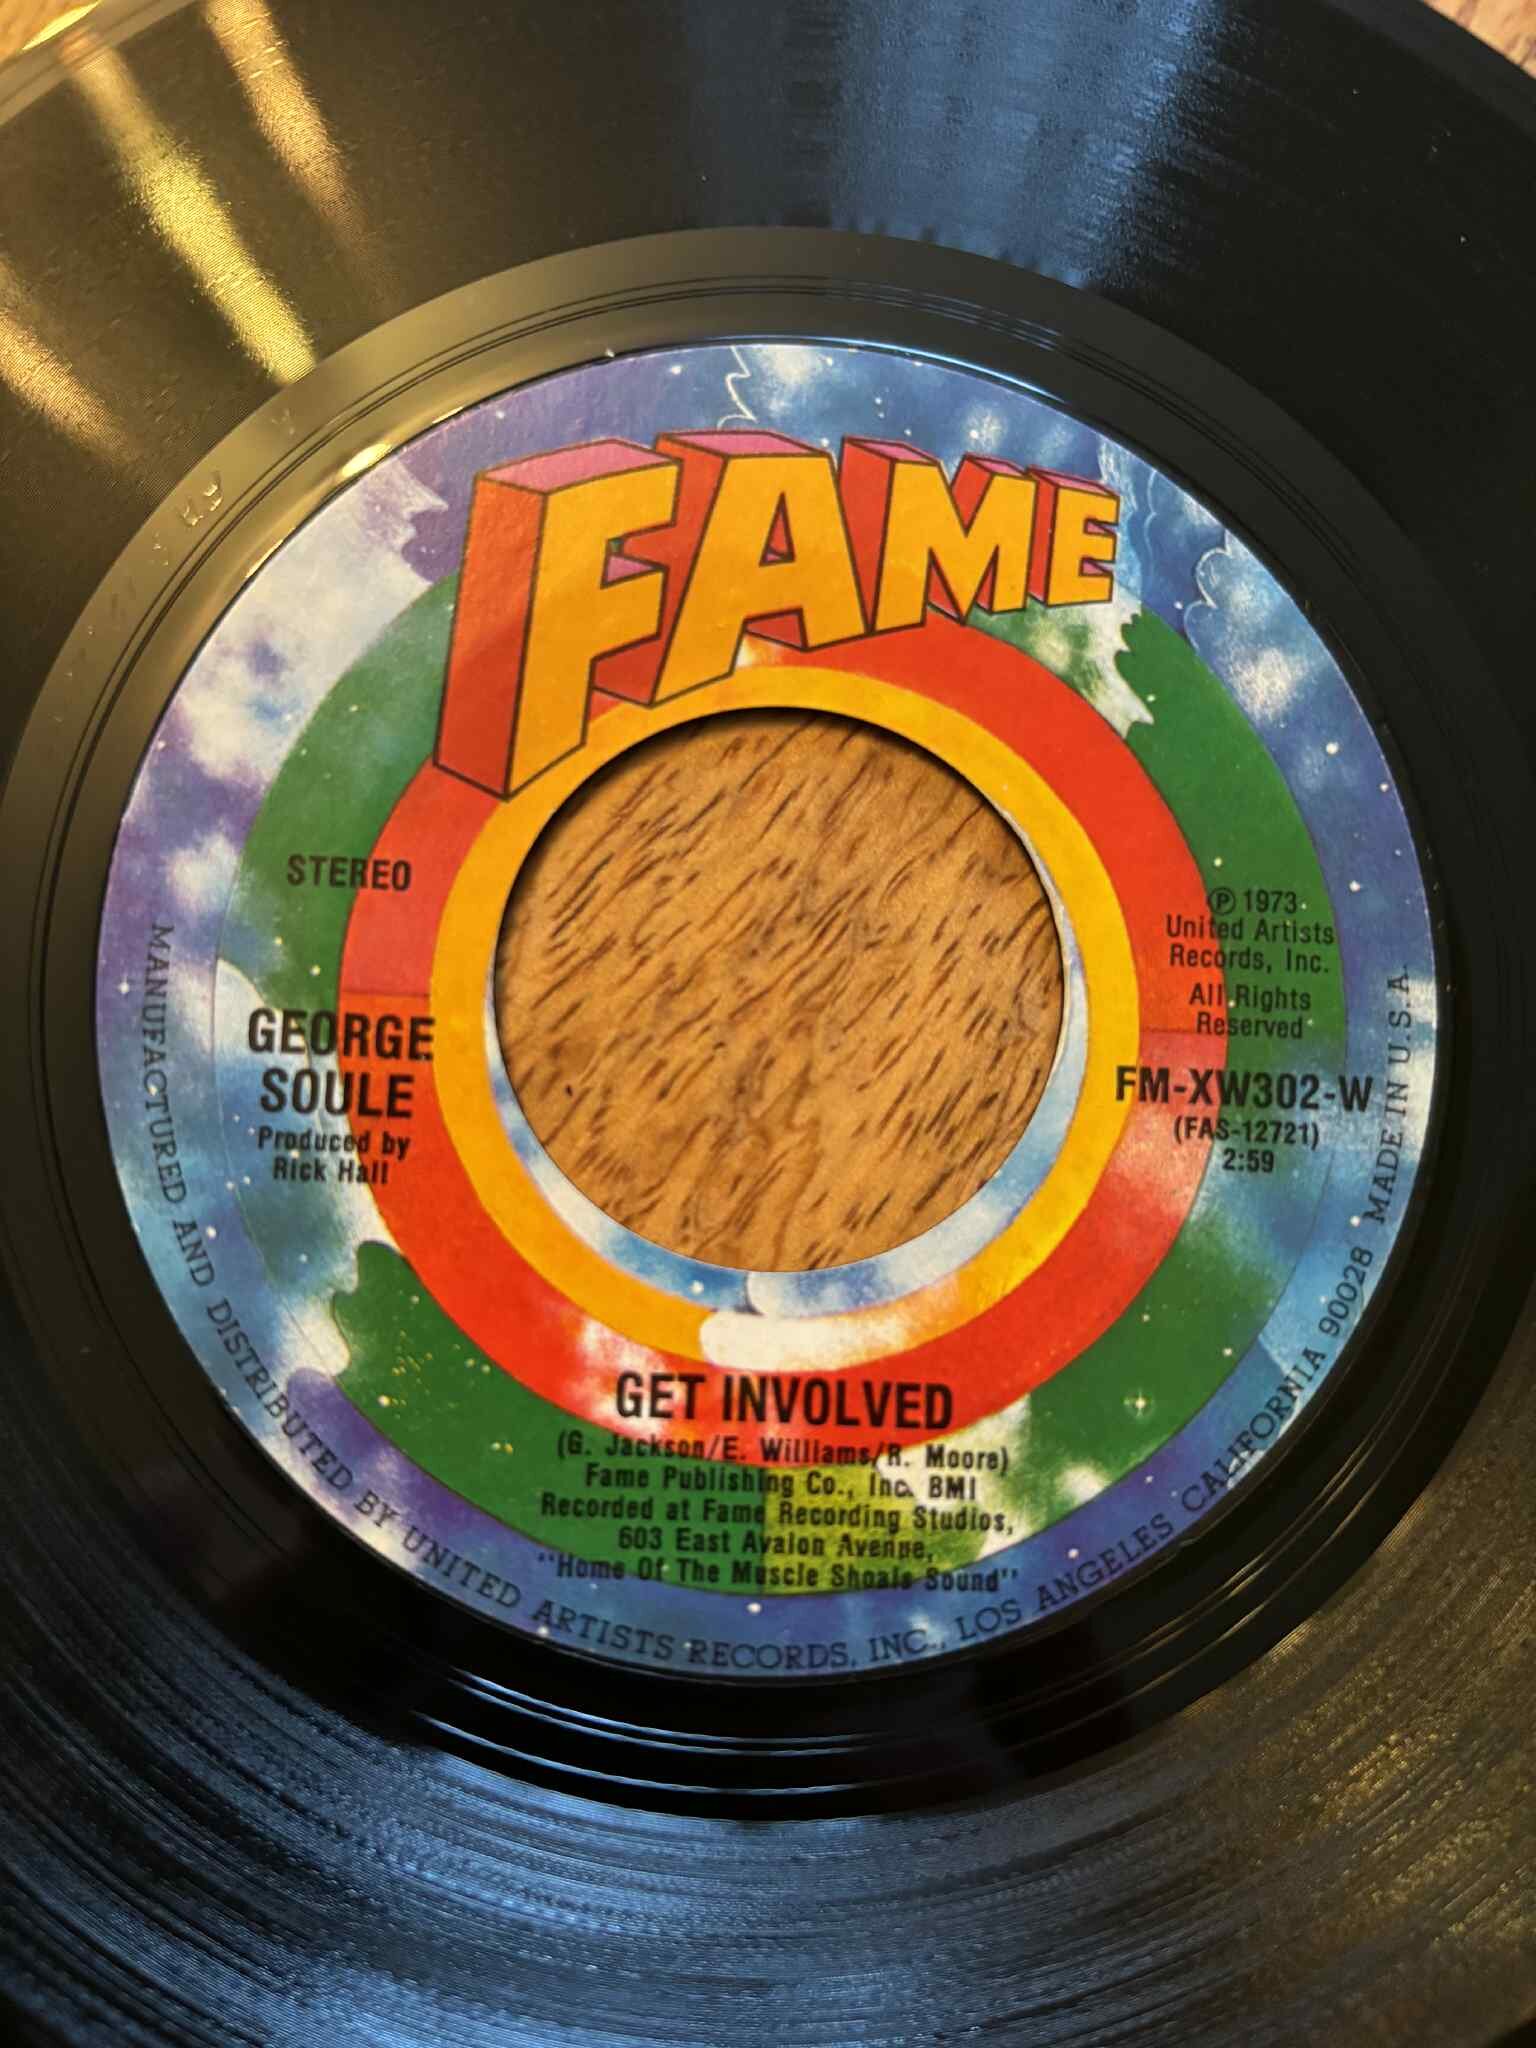 FAME
STEREO
GEORGE
SOULE
Produced by
Rick Hall
℗ 1973
United Artists
Records, Inc.
All Rights
Reserved
FM-XW302-W
(FAS-12721)
2:59
GET INVOLVED
(G. Jackson/E. Williams/R. Moore)
Fame Publishing Co., Inc. BMI
Recorded at Fame Recording Studios,
603 East Avalon Avenue,
"Home Of The Muscle Shoals Sound"
MANUFACTURED AND DISTRIBUTED BY UNITED ARTISTS RECORDS, INC., LOS ANGELES CALIFORNIA 90028 MADE IN U.S.A.